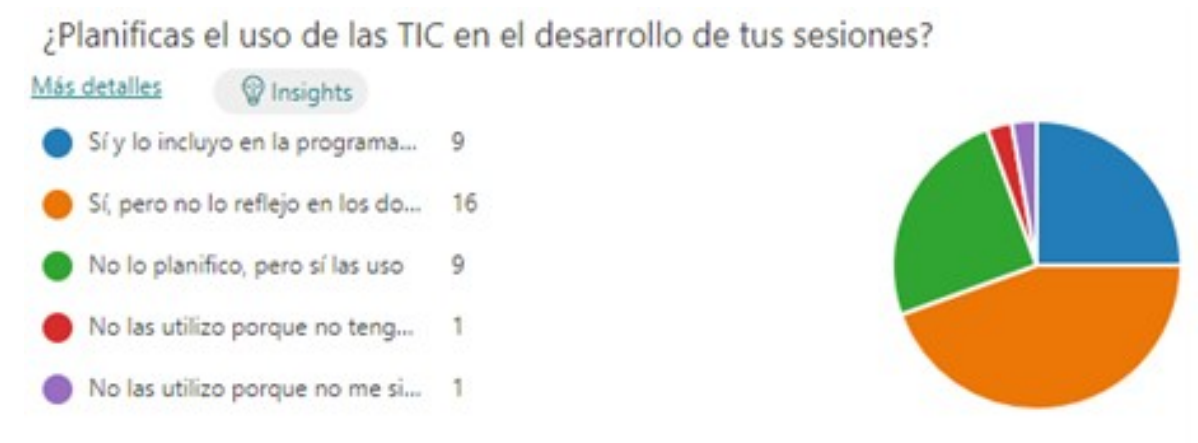 ¿Planificas el uso de las TIC en el desarrollo de tus sesiones?
Más detalles Insights
Sí y lo incluyo en la programa... 9
Sí, pero no lo reflejo en los do... 16
No lo planifico, pero sí las uso 9
No las utilizo porque no teng... 1
No las utilizo porque no me si... 1